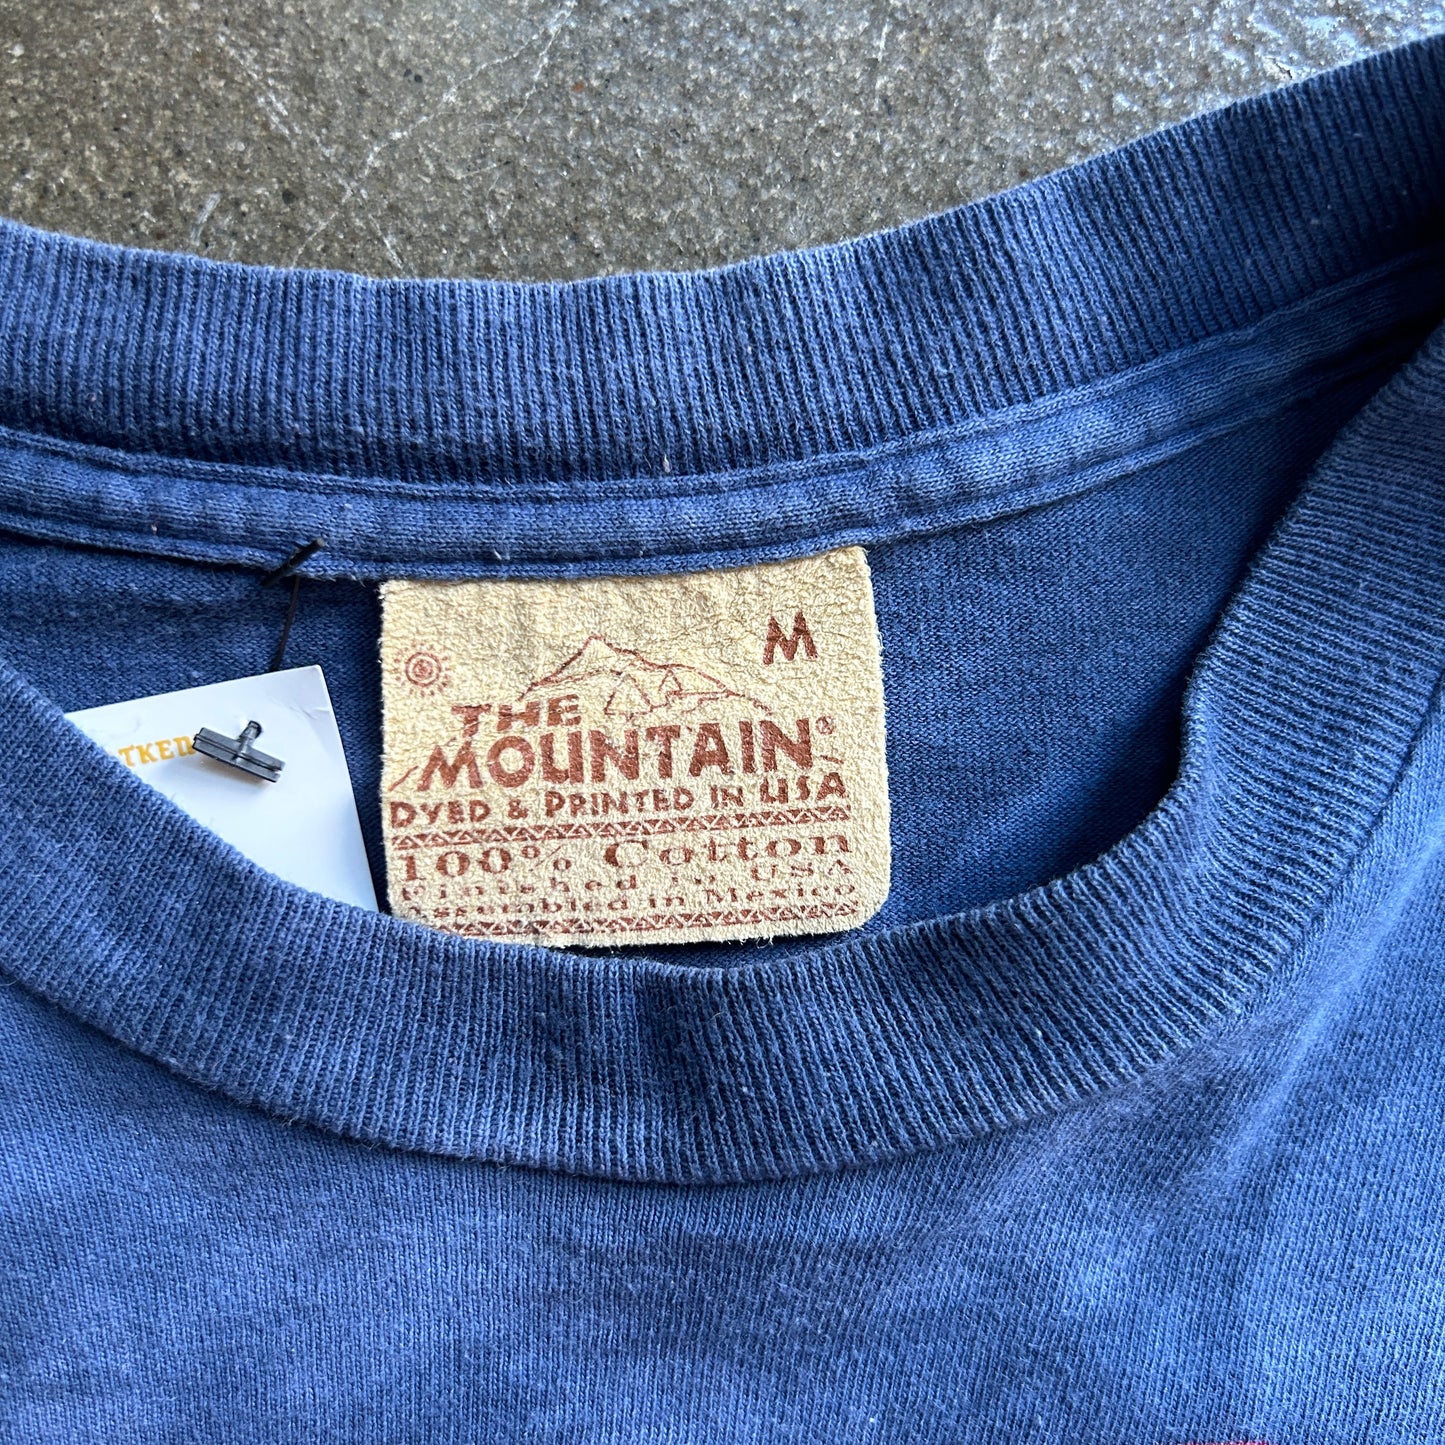 M
THE
MOUNTAIN®
DYED & PRINTED IN USA
100% Cotton
Finished in USA
Assembled in Mexico